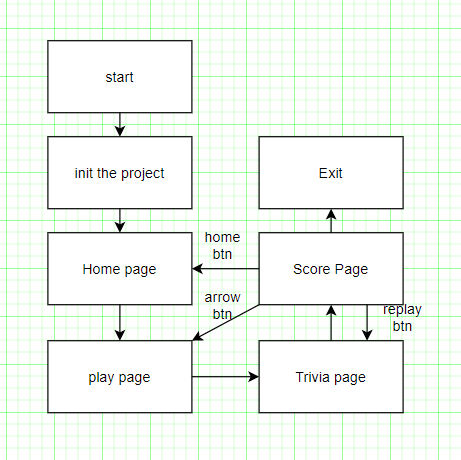 start
init the project
Exit
home
btn
Home page
Score Page
arrow
btn
replay
btn
play page
Trivia page